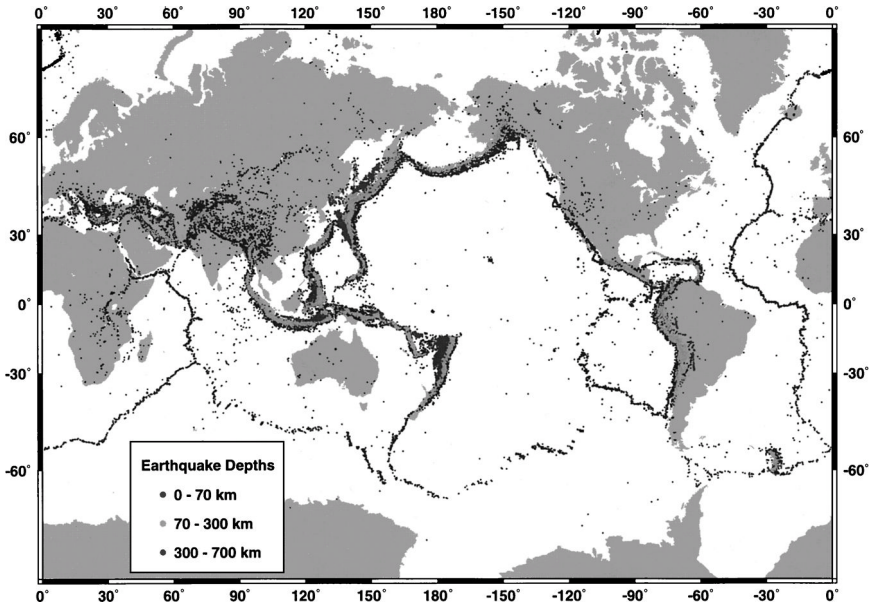 0° 30 60 90 120 150 180° -150 -120 -90 -60 -30 0°
60° 60°
30° 30°
0° 0°
-30° -30°
-60° -60°
Earthquake Depths
0 - 70 km
70 - 300 km
300 - 700 km
0° 30 60 90 120 150 180° -150 -120 -90 -60 -30 0°